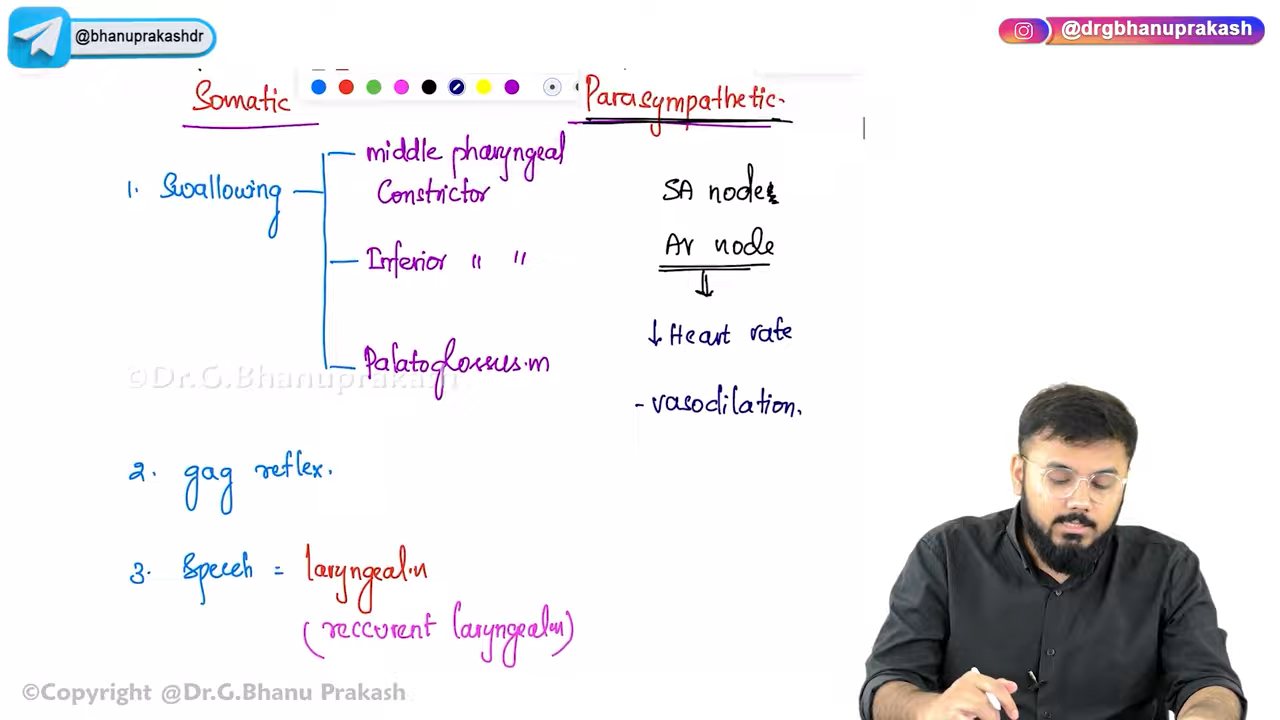 @bhanuprakashdr
@drgbhanuprakash
Somatic
Parasympathetic.
1. Swallowing
middle pharyngeal
Constrictor
Inferior " "
Palatoglossus.m
2. gag reflex.
3. Speech = laryngeal.n
(reccurent laryngeal.n)
SA node
AV node
⇓
↓ Heart rate
- vasodilation.
©Dr.G.Bhanuprakash
©Copyright @Dr.G.Bhanu Prakash